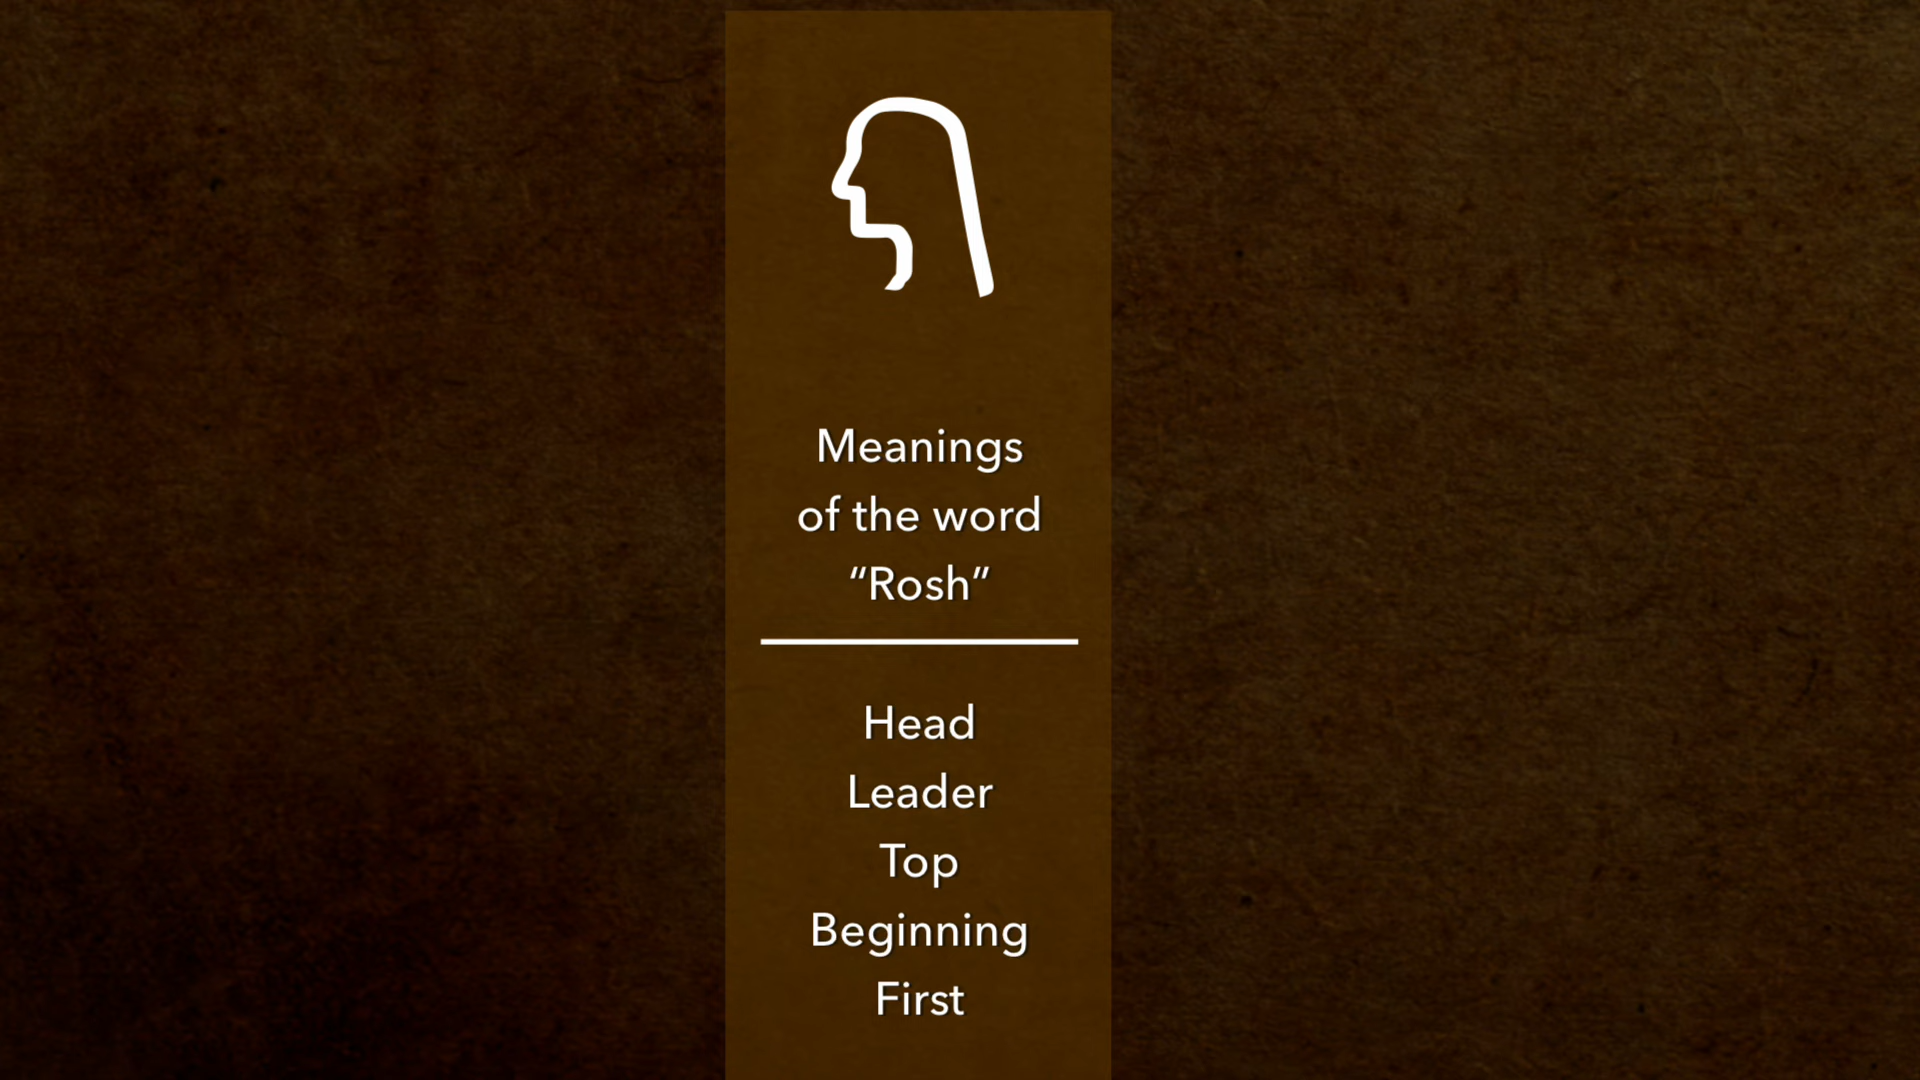 Meanings
of the word
“Rosh”
Head
Leader
Top
Beginning
First